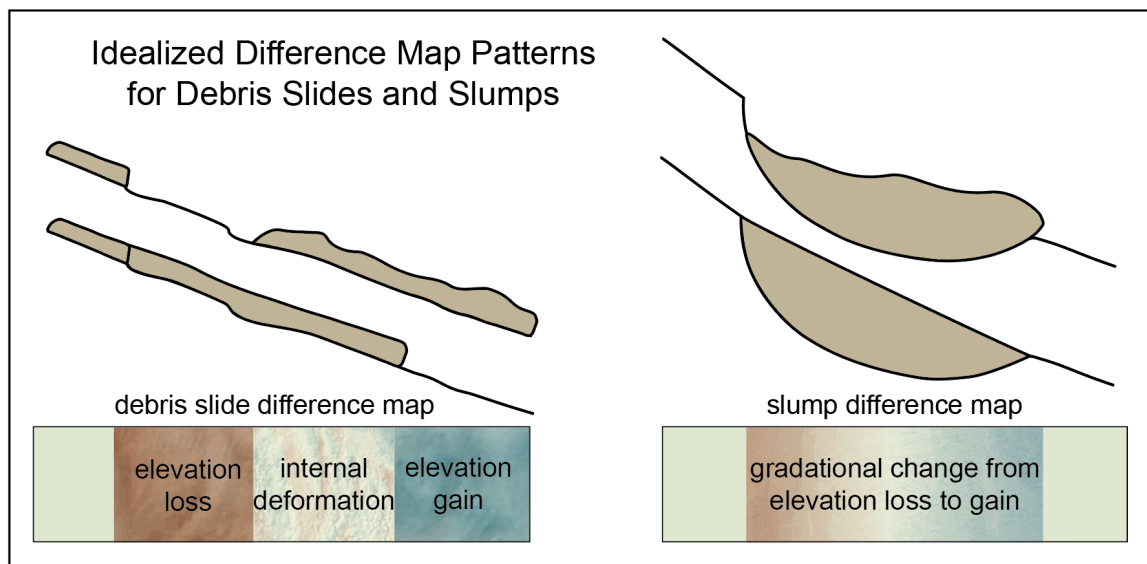 Idealized Difference Map Patterns
for Debris Slides and Slumps
debris slide difference map
elevation
loss
internal
deformation
elevation
gain
slump difference map
gradational change from
elevation loss to gain